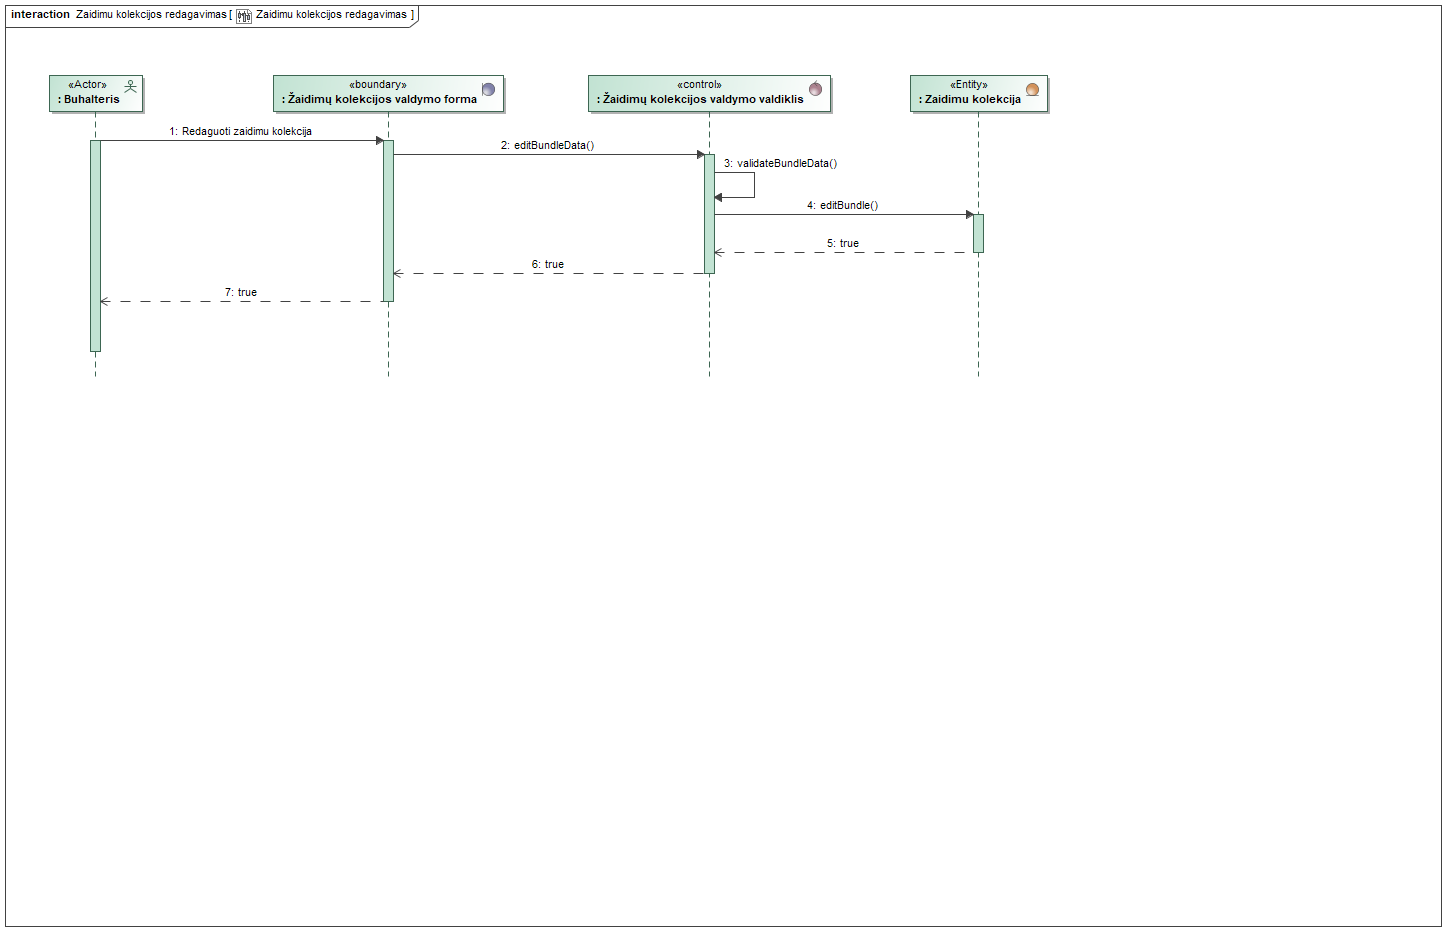 interaction Zaidimu kolekcijos redagavimas [ Zaidimu kolekcijos redagavimas ]
«Actor»
: Buhalteris
«boundary»
: Žaidimų kolekcijos valdymo forma
«control»
: Žaidimų kolekcijos valdymo valdiklis
«Entity»
: Zaidimu kolekcija
1: Redaguoti zaidimu kolekcija
2: editBundleData()
3: validateBundleData()
4: editBundle()
5: true
6: true
7: true